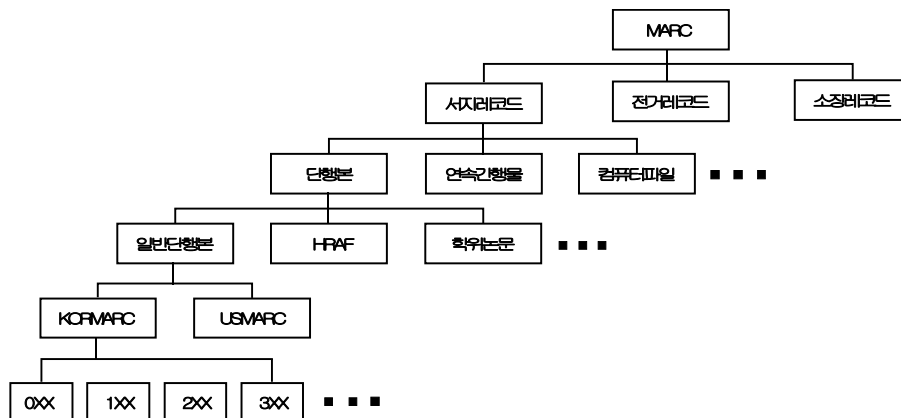 MARC
서지레코드 전거레코드 소장레코드
단행본 연속간행물 컴퓨터파일 ■ ■ ■
일반단행본 HRAF 학위논문 ■ ■ ■
KORMARC USMARC
0XX 1XX 2XX 3XX ■ ■ ■